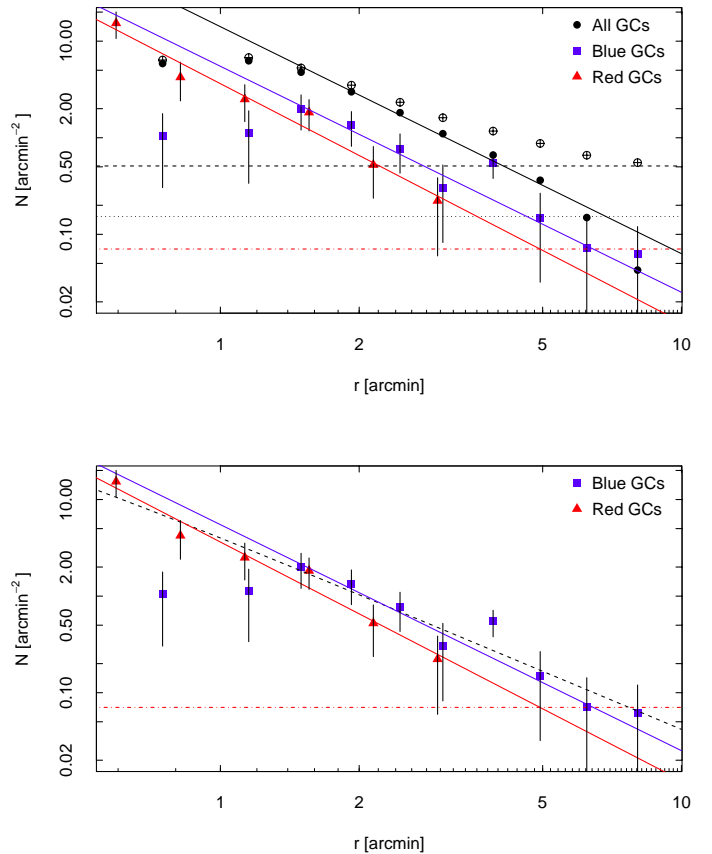 All GCs
Blue GCs
Red GCs
N [arcmin⁻²]
10.00
2.00
0.50
0.10
0.02
1 2 5 10
r [arcmin]
Blue GCs
Red GCs
N [arcmin⁻²]
10.00
2.00
0.50
0.10
0.02
1 2 5 10
r [arcmin]